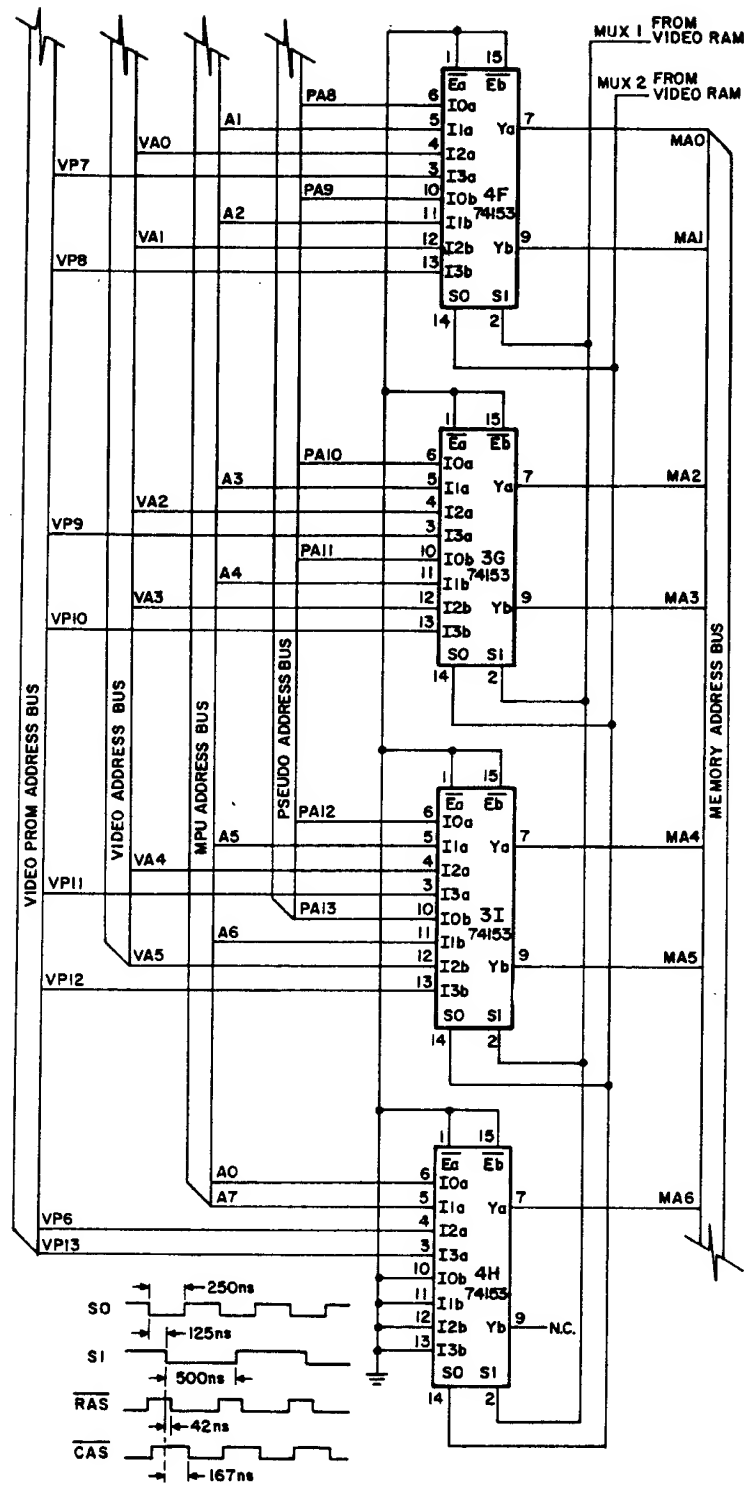 MUX 1 FROM VIDEO RAM
MUX 2 FROM VIDEO RAM
1 15
Ea Eb
PA8 6 I0a
A1 5 I1a Ya 7 MA0
VA0 4 I2a
VP7 3 I3a
PA9 10 I0b 4F
A2 11 I1b 74153
VA1 12 I2b Yb 9 MA1
VP8 13 I3b
S0 S1
14 2
1 15
Ea Eb
PA10 6 I0a
A3 5 I1a Ya 7 MA2
VA2 4 I2a
VP9 3 I3a
PA11 10 I0b 3G
A4 11 I1b 74153
VA3 12 I2b Yb 9 MA3
VP10 13 I3b
S0 S1
14 2
VIDEO PROM ADDRESS BUS
VIDEO ADDRESS BUS
MPU ADDRESS BUS
PSEUDO ADDRESS BUS
MEMORY ADDRESS BUS
1 15
Ea Eb
PA12 6 I0a
A5 5 I1a Ya 7 MA4
VA4 4 I2a
VP11 3 I3a
PA13 10 I0b 3I
A6 11 I1b 74153
VA5 12 I2b Yb 9 MA5
VP12 13 I3b
S0 S1
14 2
1 15
Ea Eb
A0 6 I0a
A7 5 I1a Ya 7 MA6
VP6 4 I2a
VP13 3 I3a
10 I0b 4H
11 I1b 74153
12 I2b Yb 9 N.C.
13 I3b
S0 S1
14 2
250ns
S0
125ns
S1
500ns
RAS
42ns
CAS
167ns